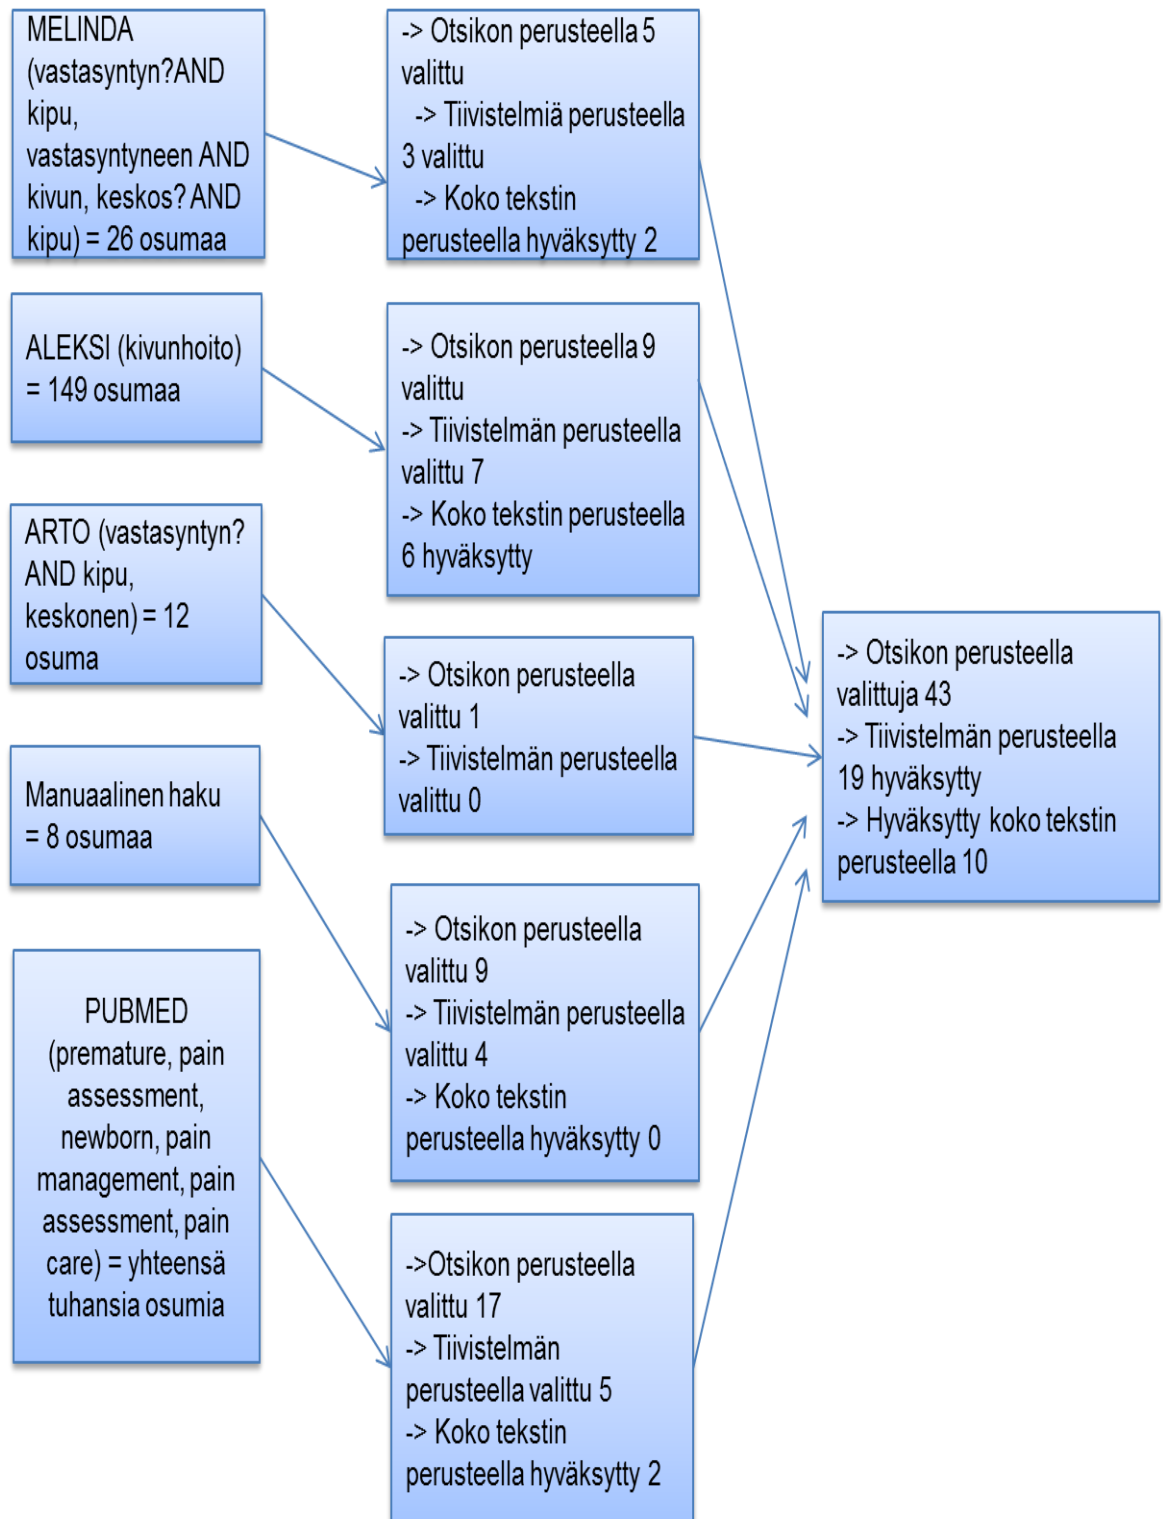 MELINDA
(vastasyntyn?AND
kipu,
vastasyntyneen AND
kivun, keskos? AND
kipu) = 26 osumaa
-> Otsikon perusteella 5
valittu
-> Tiivistelmiä perusteella
3 valittu
-> Koko tekstin
perusteella hyväksytty 2
ALEKSI (kivunhoito)
= 149 osumaa
-> Otsikon perusteella 9
valittu
-> Tiivistelmän perusteella
valittu 7
-> Koko tekstin perusteella
6 hyväksytty
ARTO (vastasyntyn?
AND kipu,
keskonen) = 12
osuma
-> Otsikon perusteella
valittu 1
-> Tiivistelmän perusteella
valittu 0
Manuaalinen haku
= 8 osumaa
-> Otsikon perusteella
valittu 9
-> Tiivistelmän perusteella
valittu 4
-> Koko tekstin
perusteella hyväksytty 0
PUBMED
(premature, pain
assessment,
newborn, pain
management, pain
assessment, pain
care) = yhteensä
tuhansia osumia
->Otsikon perusteella
valittu 17
-> Tiivistelmän
perusteella valittu 5
-> Koko tekstin
perusteella hyväksytty 2
-> Otsikon perusteella
valittuja 43
-> Tiivistelmän perusteella
19 hyväksytty
-> Hyväksytty koko tekstin
perusteella 10